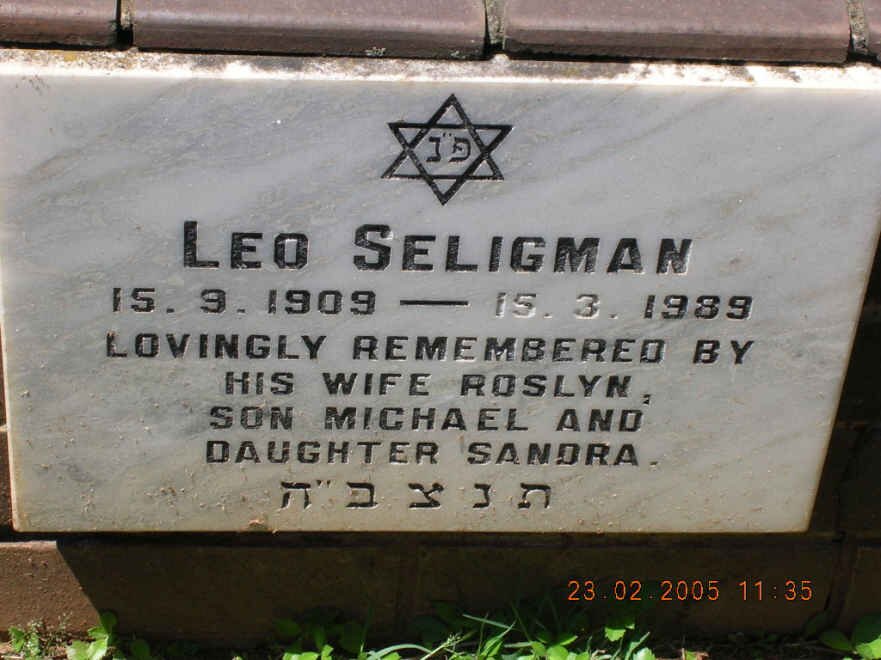 פ״נ
LEO SELIGMAN
15.9.1909 — 15.3.1989
LOVINGLY REMEMBERED BY
HIS WIFE ROSLYN,
SON MICHAEL AND
DAUGHTER SANDRA.
תנצב״ה
23.02.2005 11:35